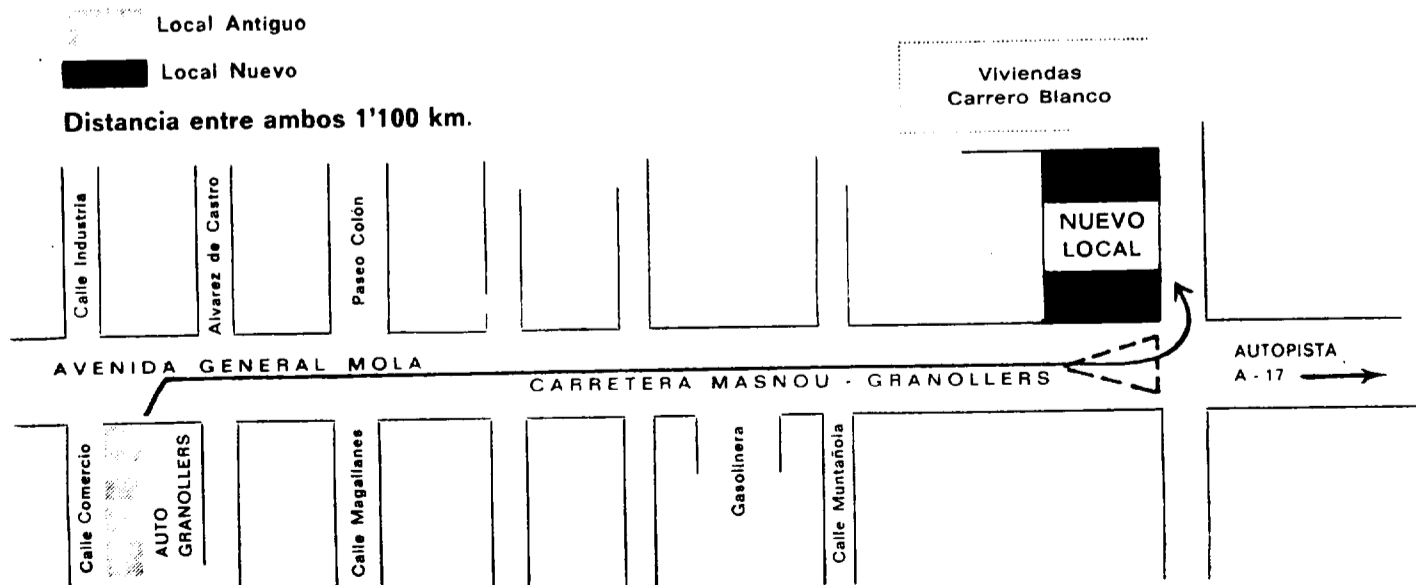 Local Antiguo
Local Nuevo
Distancia entre ambos 1'100 km.
Viviendas
Carrero Blanco
Calle Industria
Alvarez de Castro
Paseo Colón
NUEVO
LOCAL
AVENIDA GENERAL MOLA
CARRETERA MASNOU - GRANOLLERS
AUTOPISTA
A - 17
Calle Comercio
AUTO
GRANOLLERS
Calle Magallanes
Gasolinera
Calle Muntañola